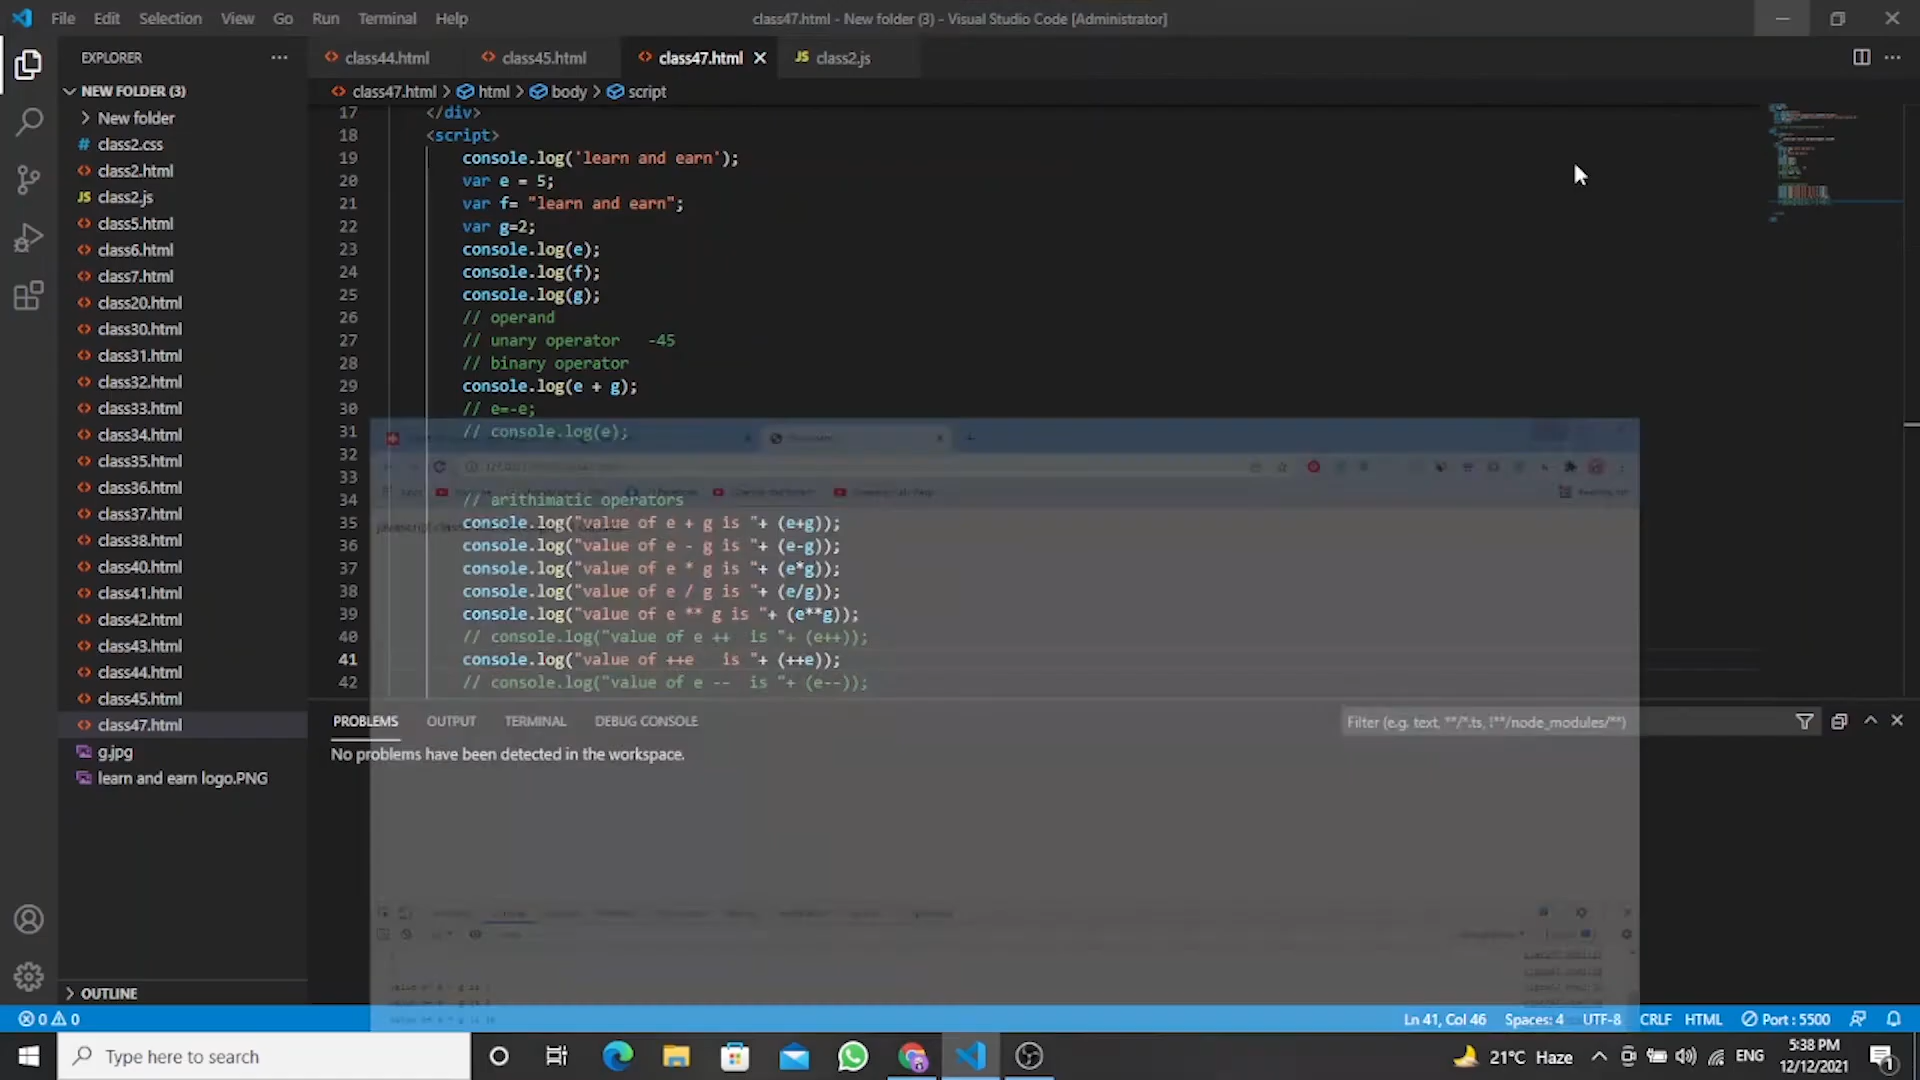 File Edit Selection View Go Run Terminal Help
class47.html - New folder (3) - Visual Studio Code [Administrator]
EXPLORER
class44.html
class45.html
class47.html
JS class2.js
NEW FOLDER (3)
class47.html > html > body > script
New folder
# class2.css
class2.html
JS class2.js
class5.html
class6.html
class7.html
class20.html
class30.html
class31.html
class32.html
class33.html
class34.html
class35.html
class36.html
class37.html
class38.html
class40.html
class41.html
class42.html
class43.html
class44.html
class45.html
class47.html
g.jpg
learn and earn logo.PNG
OUTLINE
17 </div>
18 <script>
19 console.log('learn and earn');
20 var e = 5;
21 var f= "learn and earn";
22 var g=2;
23 console.log(e);
24 console.log(f);
25 console.log(g);
26 // operand
27 // unary operator   -45
28 // binary operator
29 console.log(e + g);
30 // e=-e;
31 // console.log(e);
32
33
34 // arithimatic operators
35 console.log("value of e + g is "+ (e+g));
36 console.log("value of e - g is "+ (e-g));
37 console.log("value of e * g is "+ (e*g));
38 console.log("value of e / g is "+ (e/g));
39 console.log("value of e ** g is "+ (e**g));
40 // console.log("value of e ++  is "+ (e++));
41 console.log("value of ++e   is "+ (++e));
42 // console.log("value of e --  is "+ (e--));
PROBLEMS OUTPUT TERMINAL DEBUG CONSOLE
Filter (e.g. text, **/*.ts, !**/node_modules/**)
No problems have been detected in the workspace.
0 0
Ln 41, Col 46 Spaces: 4 UTF-8 CRLF HTML Port : 5500
Type here to search
21°C Haze
ENG
5:38 PM
12/12/2021
1